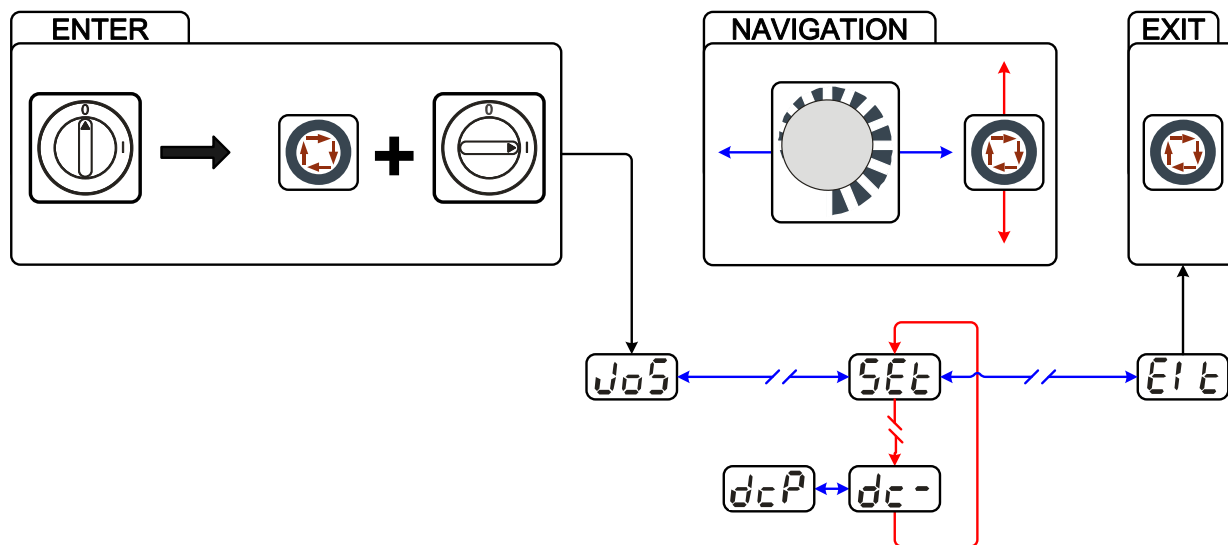 ENTER
NAVIGATION
EXIT
0
I
0
I
JoS
SEt
EIt
dcP
dc-